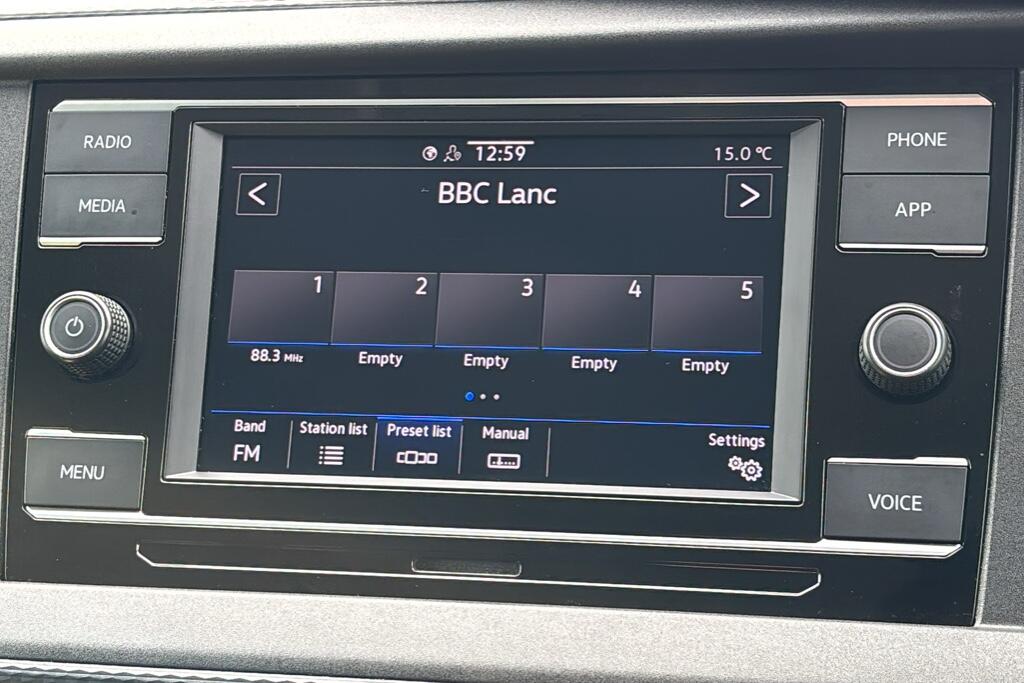 RADIO
MEDIA
MENU
12:59
15.0 °C
< BBC Lanc >
1 2 3 4 5
88.3 MHz Empty Empty Empty Empty
Band Station list Preset list Manual Settings
FM
PHONE
APP
VOICE